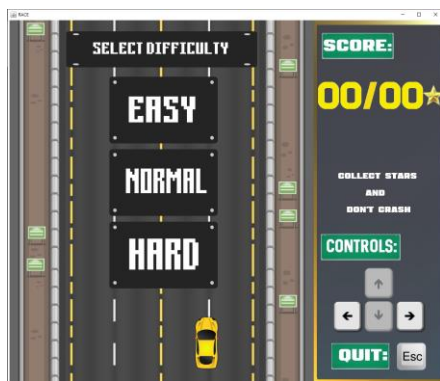 RACE
SELECT DIFFICULTY
EASY
NORMAL
HARD
SCORE:
00/00
COLLECT STARS
AND
DON'T CRASH
CONTROLS:
QUIT: Esc